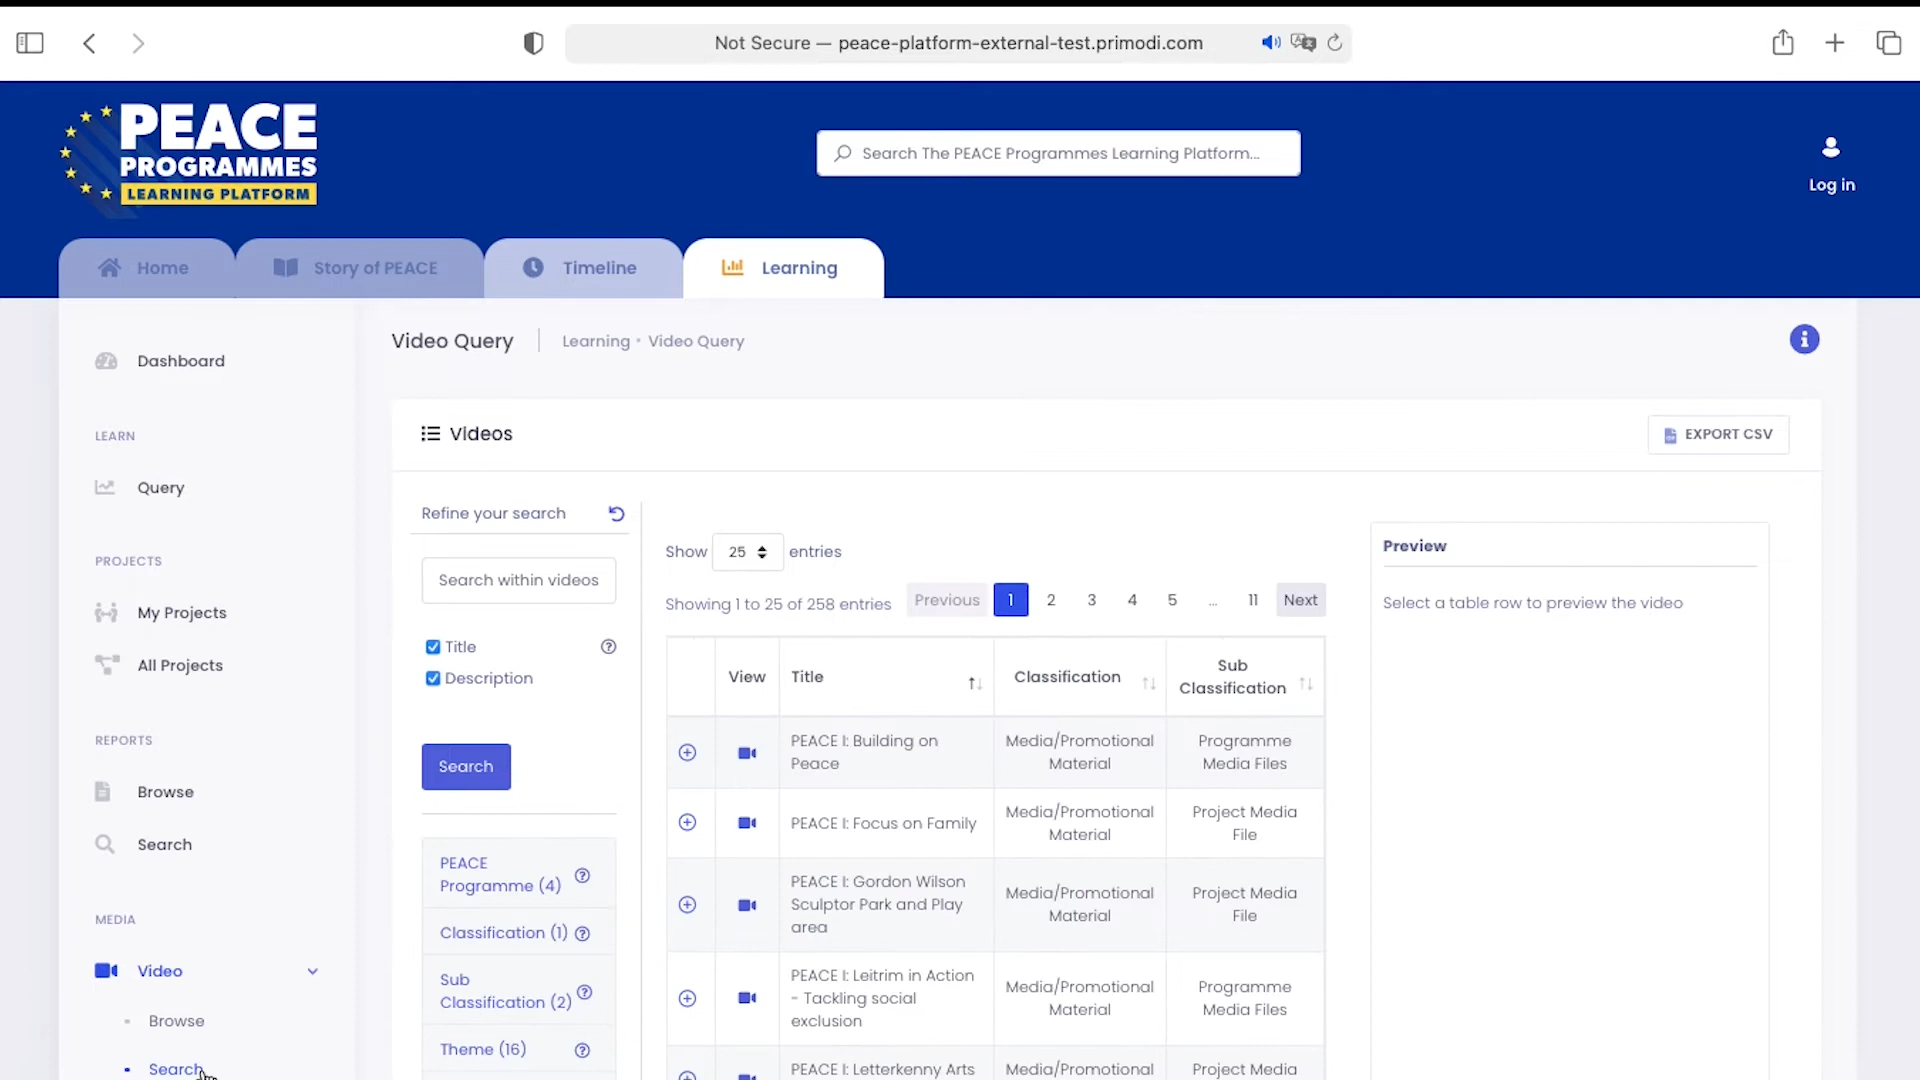 Not Secure — peace-platform-external-test.primodi.com
PEACE
PROGRAMMES
LEARNING PLATFORM
Search The PEACE Programmes Learning Platform...
Log in
Home
Story of PEACE
Timeline
Learning
Dashboard
LEARN
Query
PROJECTS
My Projects
All Projects
REPORTS
Browse
Search
MEDIA
Video
Browse
Search
Video Query
Learning • Video Query
Videos
EXPORT CSV
Refine your search
Search within videos
Title
Description
Search
PEACE
Programme (4)
Classification (1)
Sub
Classification (2)
Theme (16)
Show 25 entries
Showing 1 to 25 of 258 entries
Previous 1 2 3 4 5 ... 11 Next
View
Title
Classification
Sub
Classification
PEACE I: Building on
Peace
Media/Promotional
Material
Programme
Media Files
PEACE I: Focus on Family
Media/Promotional
Material
Project Media
File
PEACE I: Gordon Wilson
Sculptor Park and Play
area
Media/Promotional
Material
Project Media
File
PEACE I: Leitrim in Action
- Tackling social
exclusion
Media/Promotional
Material
Programme
Media Files
PEACE I: Letterkenny Arts
Media/Promotional
Project Media
Preview
Select a table row to preview the video